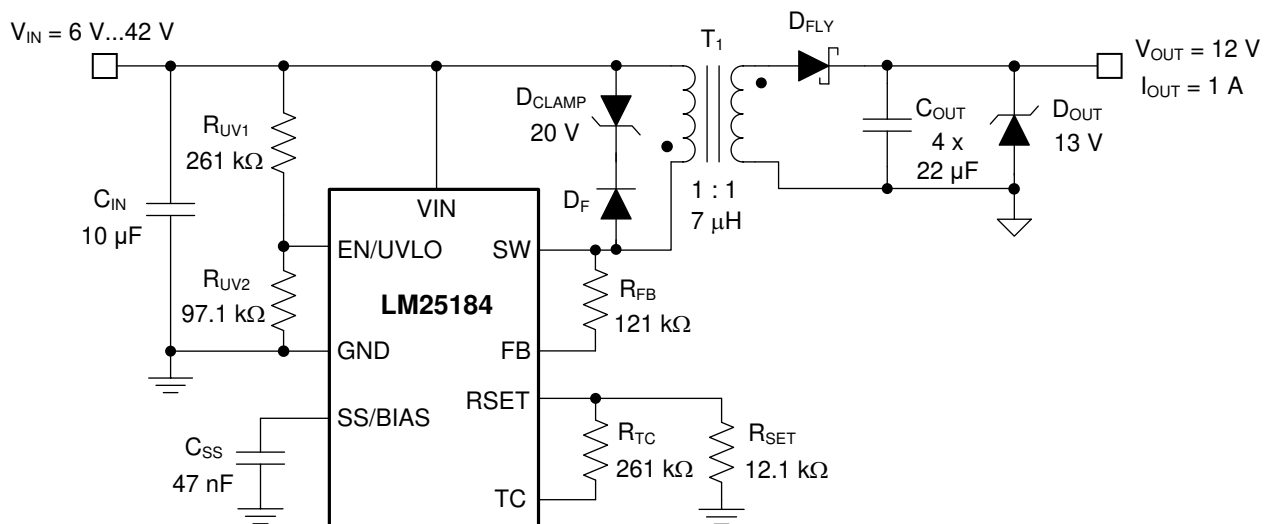 V_IN = 6 V...42 V
T_1
D_FLY
V_OUT = 12 V
I_OUT = 1 A
D_CLAMP
20 V
C_OUT
4 x
22 µF
D_OUT
13 V
R_UV1
261 kΩ
C_IN
10 µF
D_F
1 : 1
7 μH
VIN
EN/UVLO
SW
R_UV2
97.1 kΩ
LM25184
R_FB
121 kΩ
GND
FB
RSET
SS/BIAS
C_SS
47 nF
R_TC
261 kΩ
R_SET
12.1 kΩ
TC